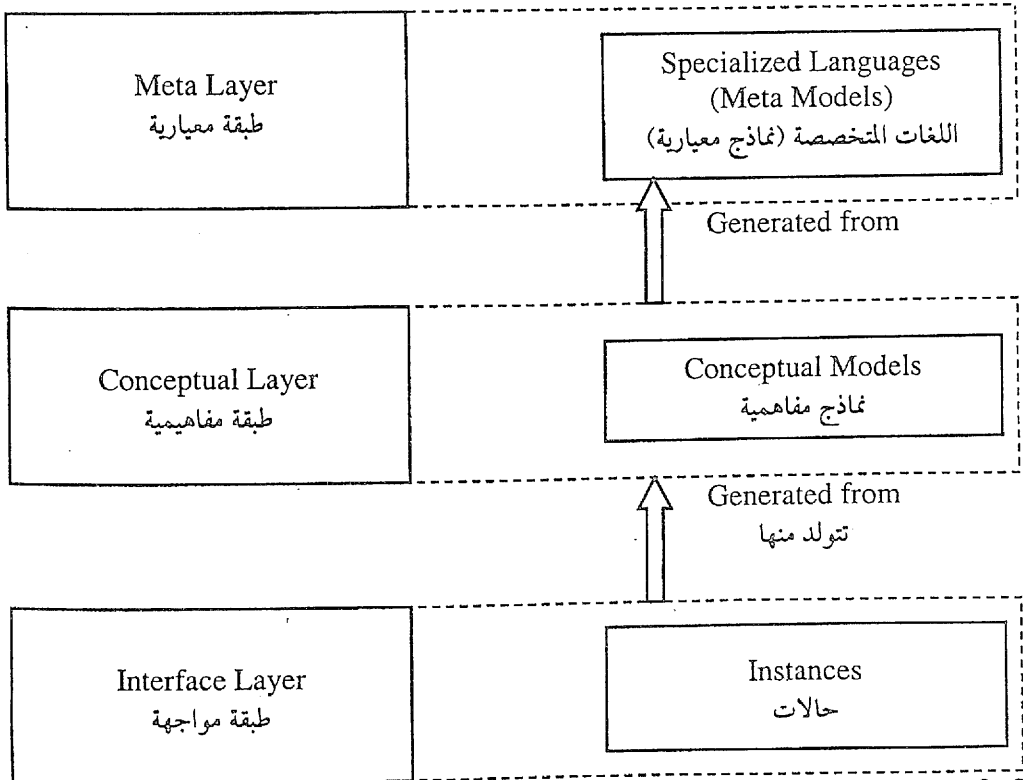 Meta Layer
طبقة معيارية
Specialized Languages
(Meta Models)
اللغات المتخصصة (نماذج معيارية)
Generated from
Conceptual Layer
طبقة مفاهيمية
Conceptual Models
نماذج مفاهمية
Generated from
تتولد منها
Interface Layer
طبقة مواجهة
Instances
حالات